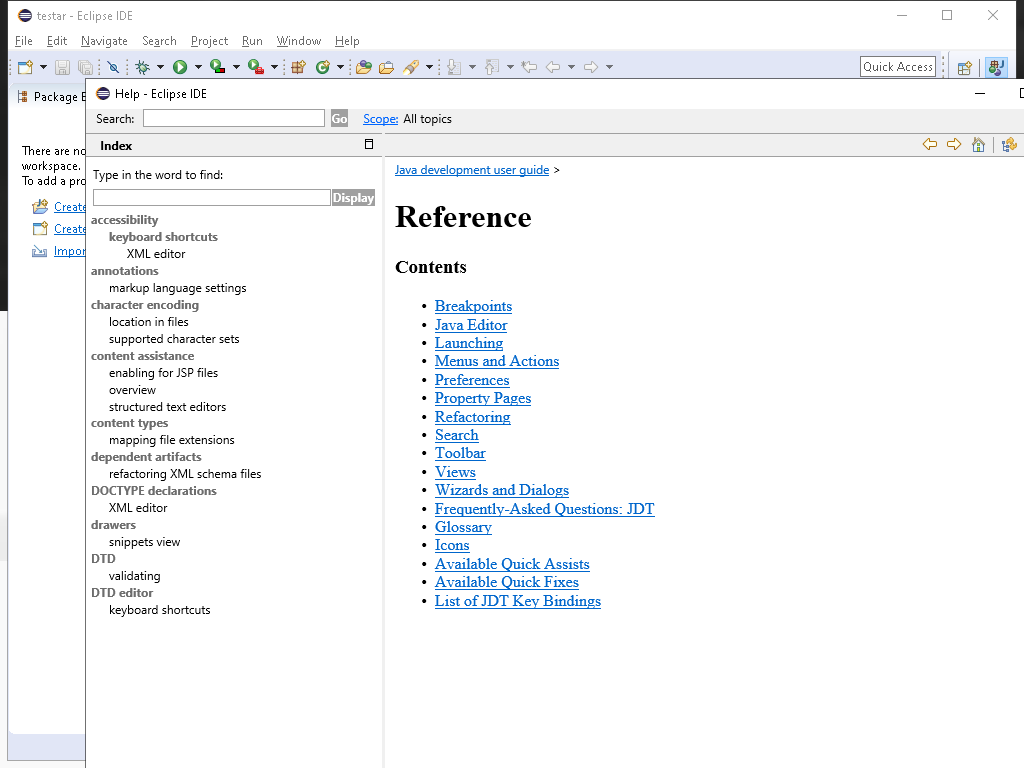 testar - Eclipse IDE
File Edit Navigate Search Project Run Window Help
Quick Access
Package E
There are no
workspace.
To add a pro
Create
Create
Impor
Help - Eclipse IDE
Search: Go Scope: All topics
Index
Type in the word to find:
Display
accessibility
keyboard shortcuts
XML editor
annotations
markup language settings
character encoding
location in files
supported character sets
content assistance
enabling for JSP files
overview
structured text editors
content types
mapping file extensions
dependent artifacts
refactoring XML schema files
DOCTYPE declarations
XML editor
drawers
snippets view
DTD
validating
DTD editor
keyboard shortcuts
Java development user guide >
Reference
Contents
• Breakpoints
• Java Editor
• Launching
• Menus and Actions
• Preferences
• Property Pages
• Refactoring
• Search
• Toolbar
• Views
• Wizards and Dialogs
• Frequently-Asked Questions: JDT
• Glossary
• Icons
• Available Quick Assists
• Available Quick Fixes
• List of JDT Key Bindings